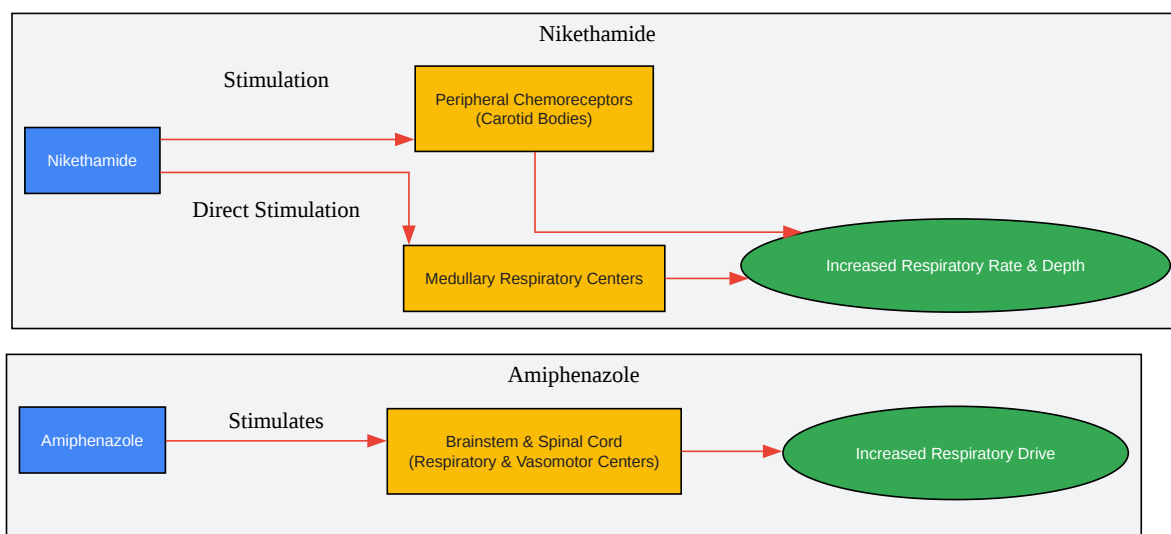 Nikethamide
Stimulation
Peripheral Chemoreceptors
(Carotid Bodies)
Nikethamide
Direct Stimulation
Medullary Respiratory Centers
Increased Respiratory Rate & Depth
Amiphenazole
Amiphenazole
Stimulates
Brainstem & Spinal Cord
(Respiratory & Vasomotor Centers)
Increased Respiratory Drive